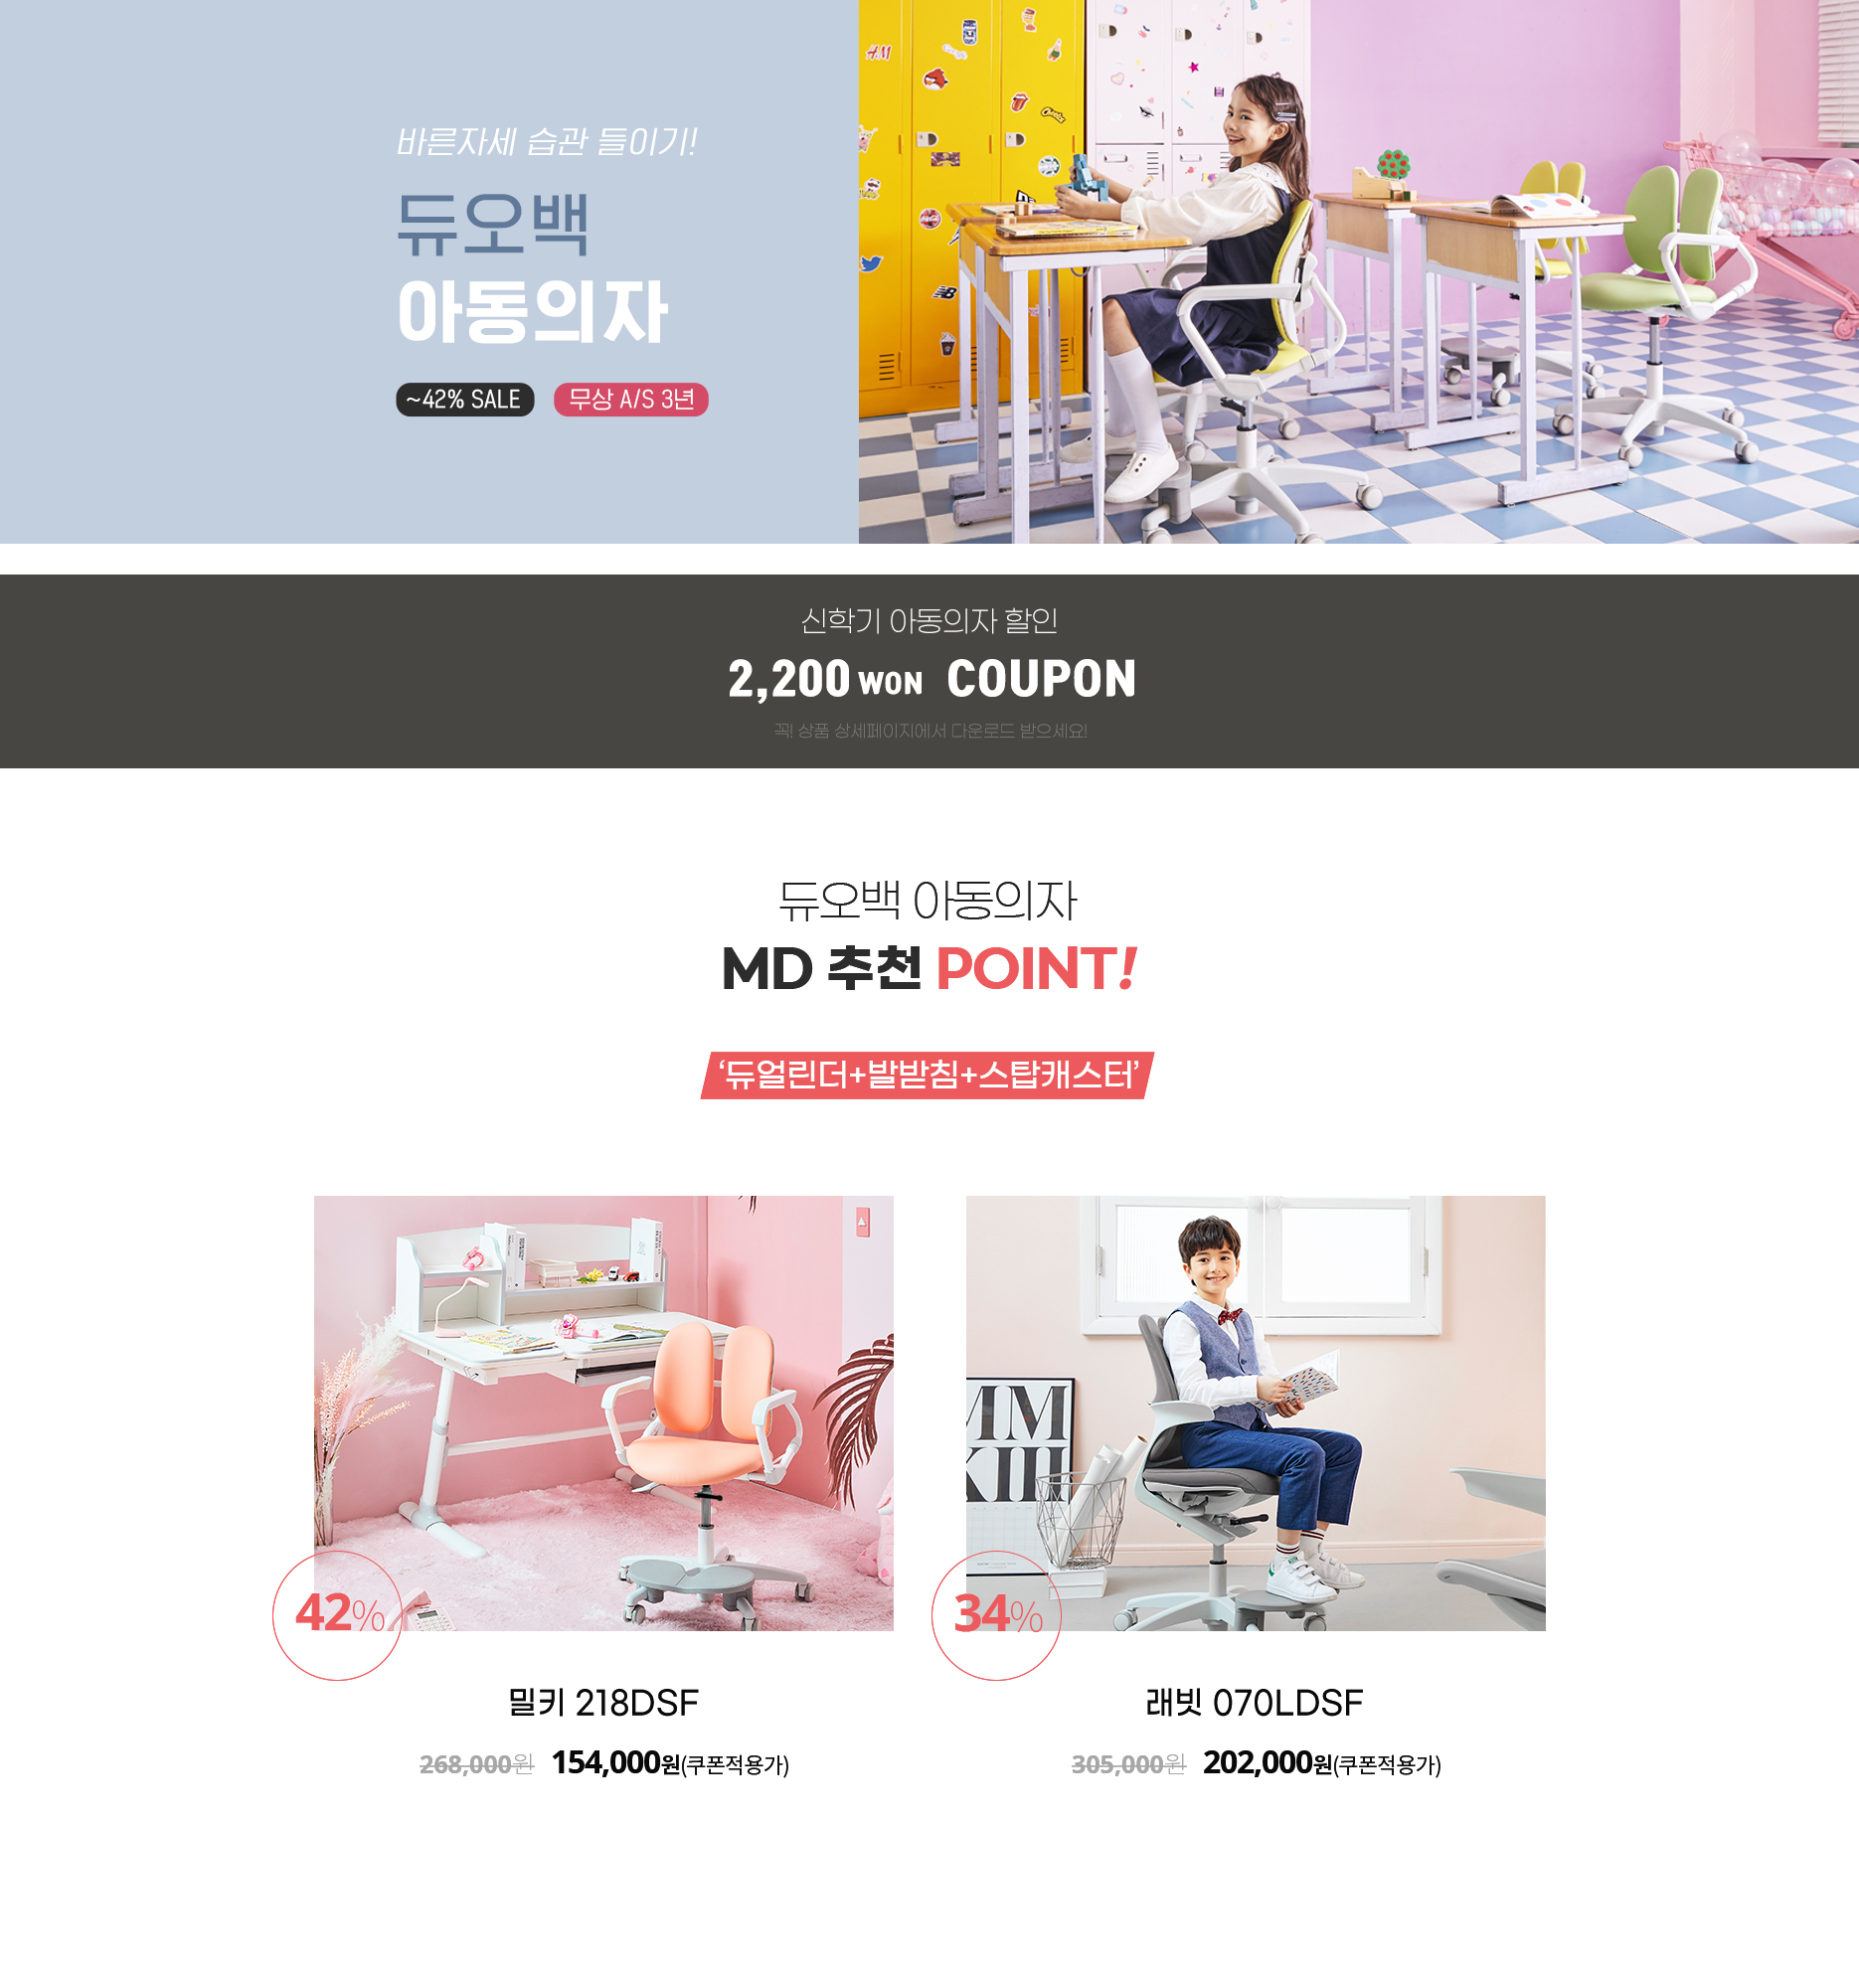 바른자세 습관 들이기!
듀오백
아동의자
~42% SALE 무상 A/S 3년
신학기 아동의자 할인
2,200 WON COUPON
꼭! 상품 상세페이지에서 다운로드 받으세요!
듀오백 아동의자
MD 추천 POINT!
‘듀얼린더+발받침+스탑캐스터’
42%
34%
밀키 218DSF
268,000원 154,000원(쿠폰적용가)
래빗 070LDSF
305,000원 202,000원(쿠폰적용가)